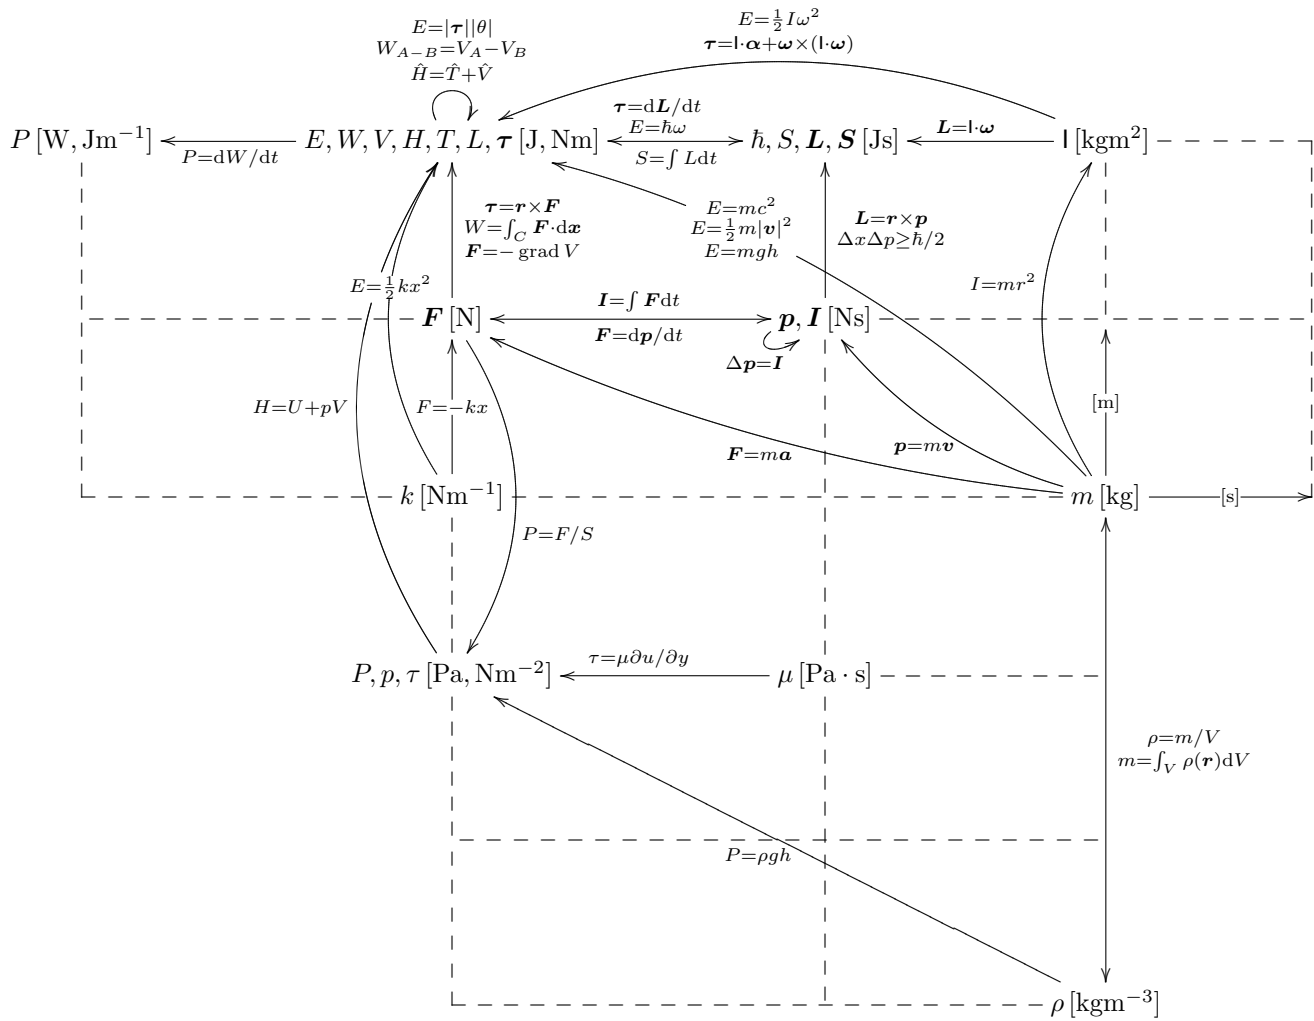 E=|τ||θ|
W_{A−B}=V_A−V_B
Ĥ=T̂+V̂
E=½Iω²
τ=I·α+ω×(I·ω)
P [W, Jm⁻¹]
P=dW/dt
E, W, V, H, T, L, τ [J, Nm]
τ=dL/dt
E=ħω
S=∫ Ldt
ħ, S, L, S [Js]
L=I·ω
I [kgm²]
τ=r×F
W=∫_C F·dx
F=− grad V
E=mc²
E=½m|v|²
E=mgh
L=r×p
ΔxΔp≥ħ/2
E=½kx²
I=mr²
F [N]
I=∫ Fdt
F=dp/dt
p, I [Ns]
Δp=I
H=U+pV
F=−kx
F=ma
p=mv
[m]
k [Nm⁻¹]
m [kg]
[s]
P=F/S
P, p, τ [Pa, Nm⁻²]
τ=μ∂u/∂y
μ [Pa · s]
ρ=m/V
m=∫_V ρ(r)dV
P=ρgh
ρ [kgm⁻³]